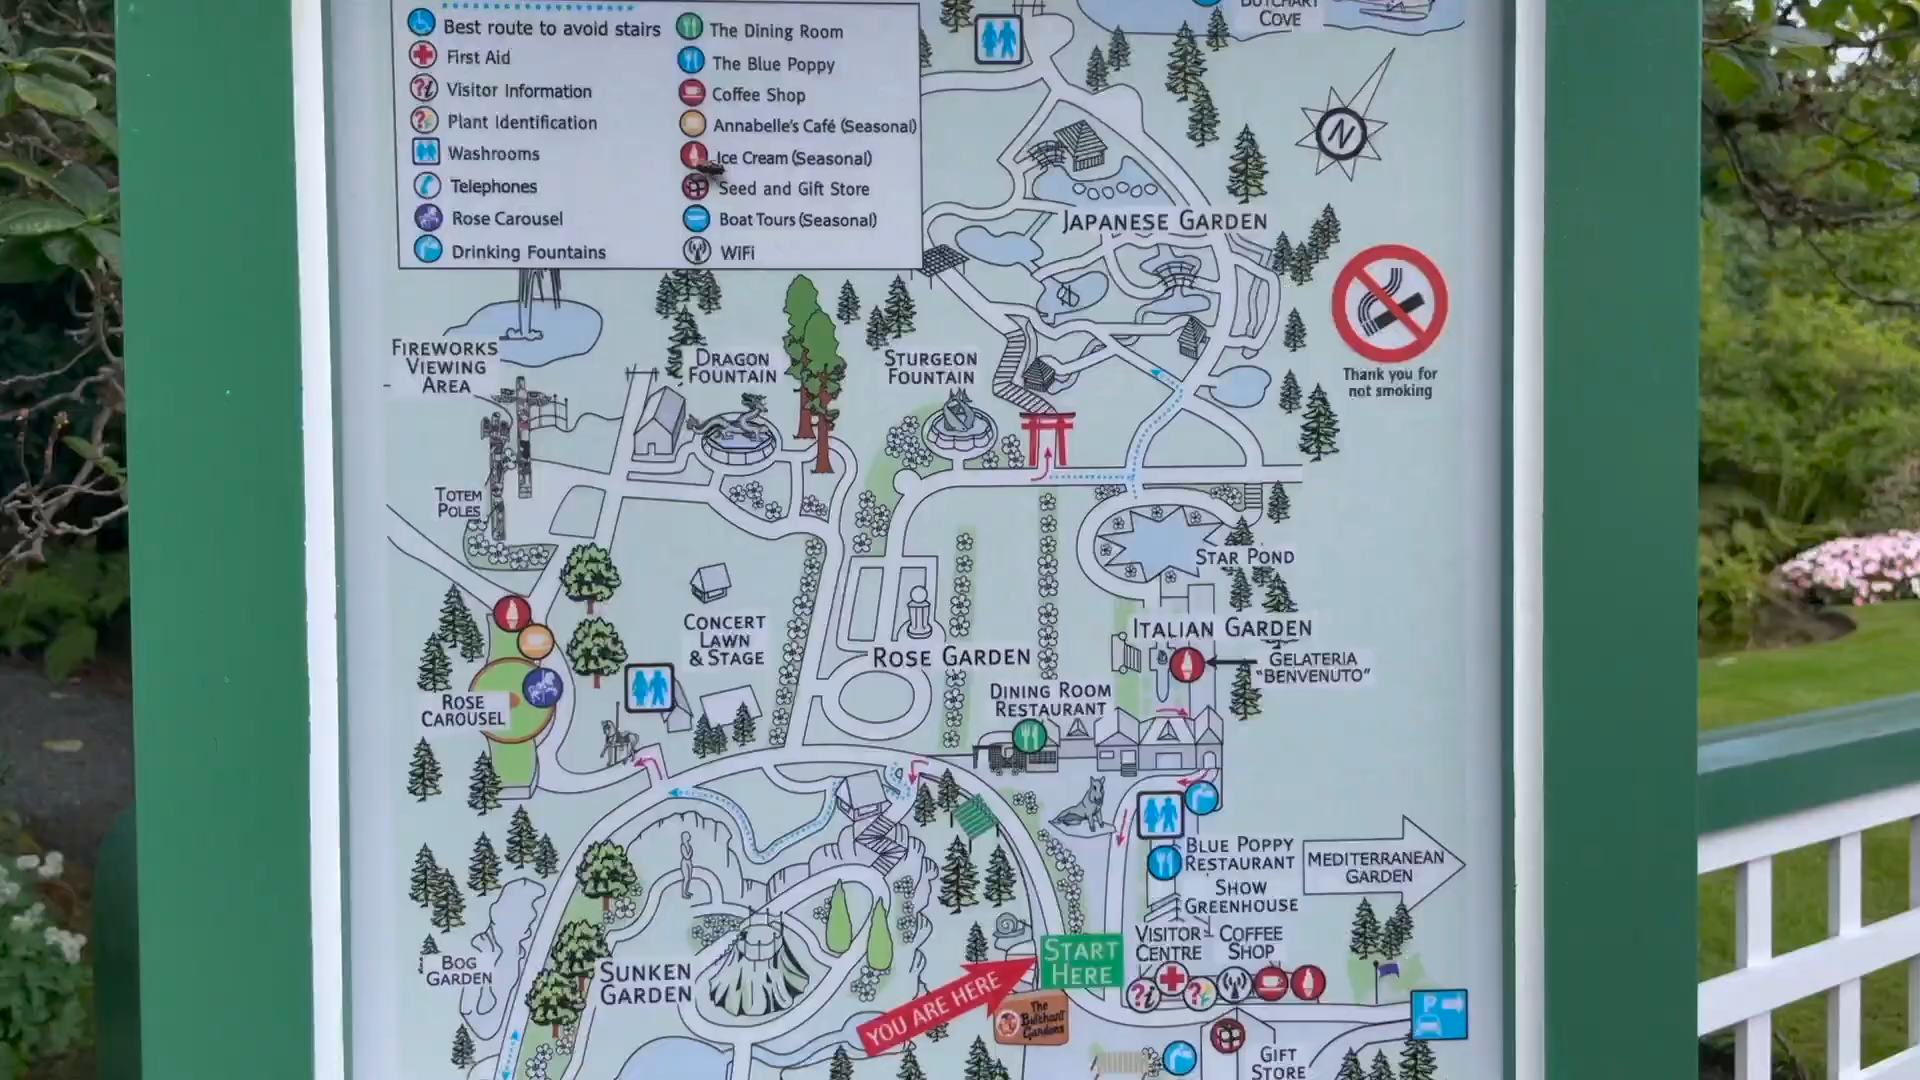 Best route to avoid stairs
First Aid
Visitor Information
Plant Identification
Washrooms
Telephones
Rose Carousel
Drinking Fountains
The Dining Room
The Blue Poppy
Coffee Shop
Annabelle's Café (Seasonal)
Ice Cream (Seasonal)
Seed and Gift Store
Boat Tours (Seasonal)
WiFi
BUTCHART
COVE
N
JAPANESE GARDEN
Thank you for
not smoking
FIREWORKS
VIEWING
AREA
DRAGON
FOUNTAIN
STURGEON
FOUNTAIN
TOTEM
POLES
STAR POND
CONCERT
LAWN
& STAGE
ITALIAN GARDEN
ROSE GARDEN
GELATERIA
"BENVENUTO"
ROSE
CAROUSEL
DINING ROOM
RESTAURANT
BLUE POPPY
RESTAURANT
MEDITERRANEAN
GARDEN
SHOW
GREENHOUSE
VISITOR
CENTRE
COFFEE
SHOP
BOG
GARDEN
SUNKEN
GARDEN
START
HERE
YOU ARE HERE
The
Butchart
Gardens
P
GIFT
STORE